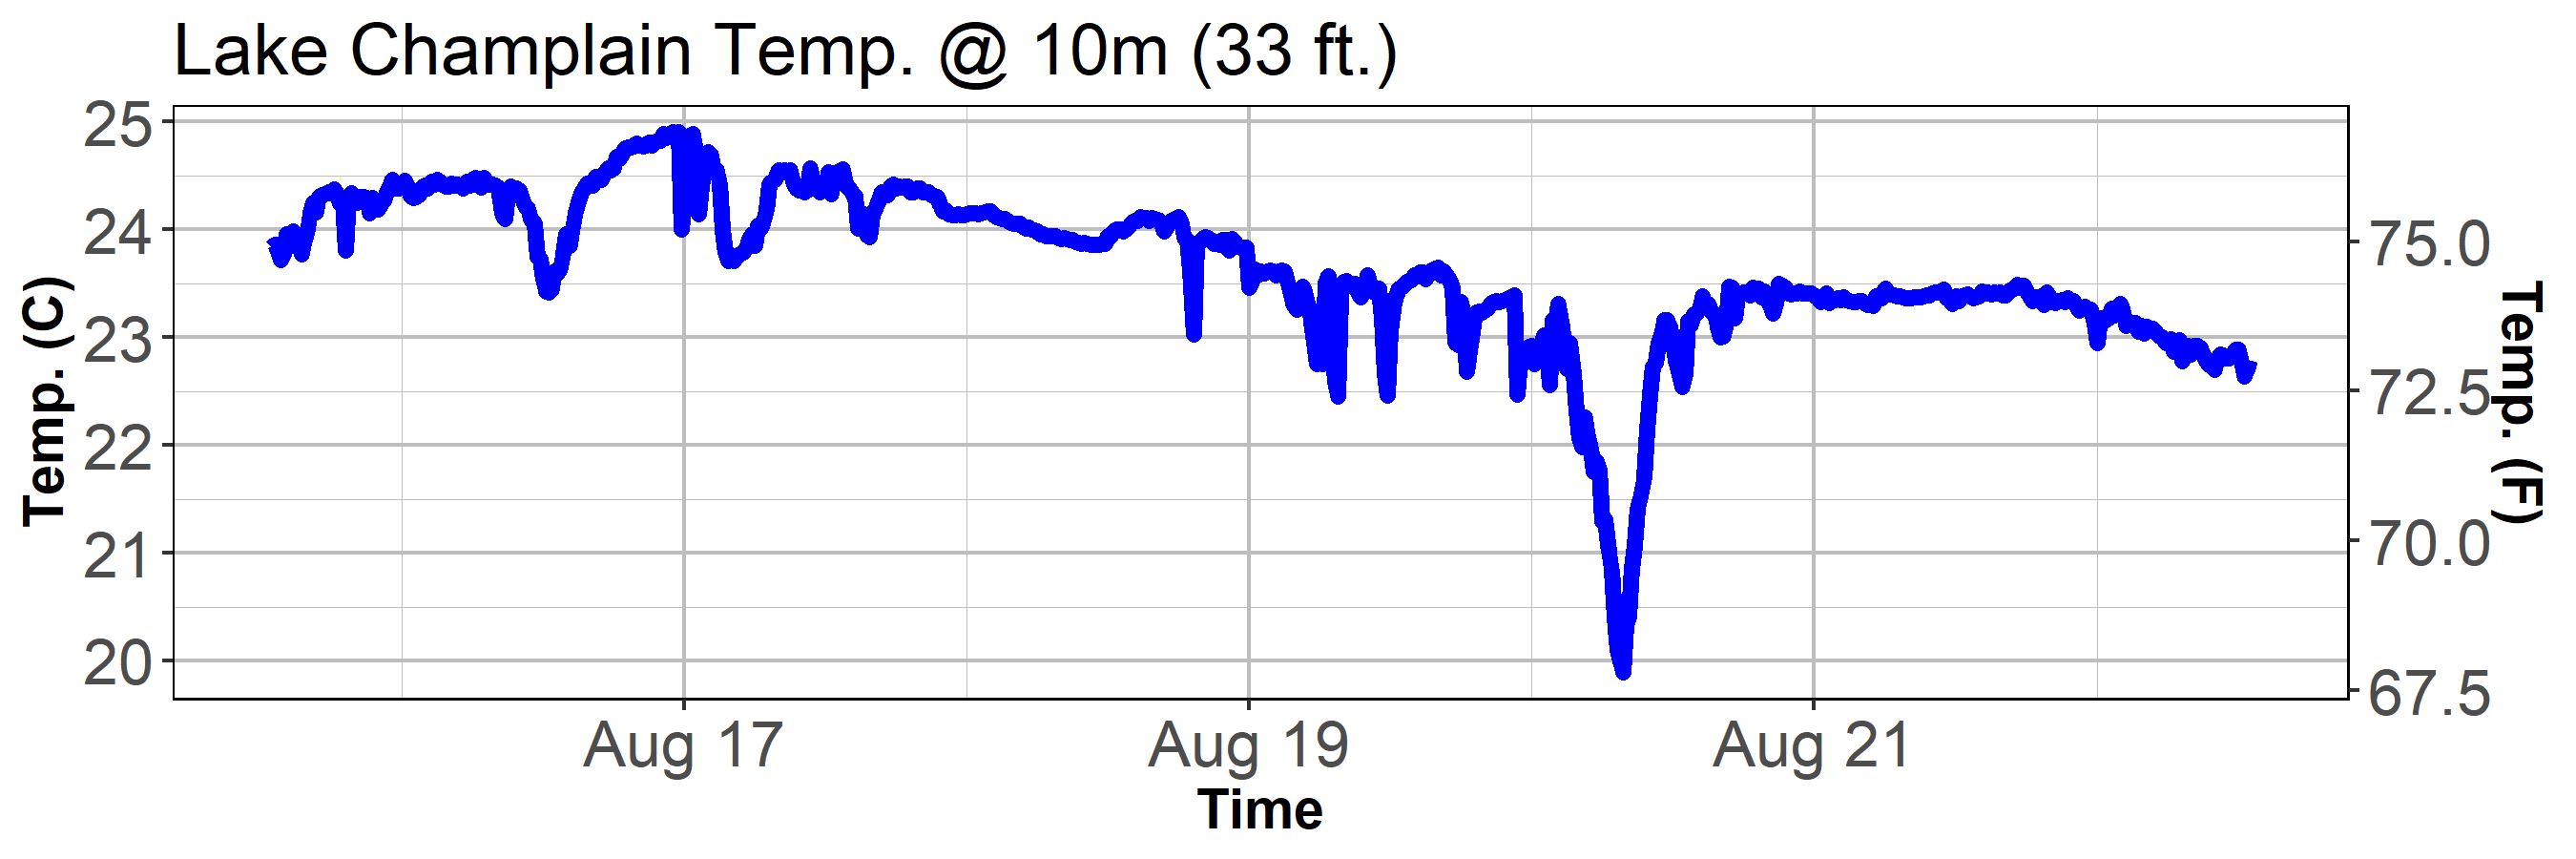 Lake Champlain Temp. @ 10m (33 ft.)
Temp. (C)
25
24
23
22
21
20
75.0
72.5
70.0
67.5
Temp. (F)
Aug 17
Aug 19
Aug 21
Time